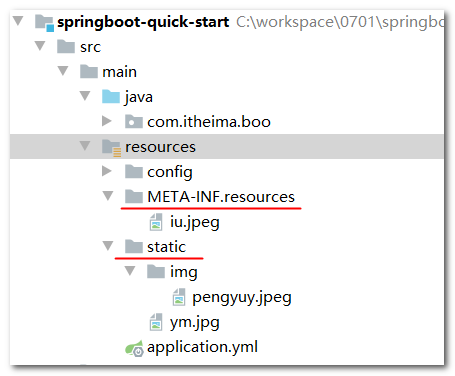 springboot-quick-start C:\workspace\0701\springbo
src
main
java
com.itheima.boo
resources
config
META-INF.resources
iu.jpeg
static
img
pengyuy.jpeg
ym.jpg
application.yml